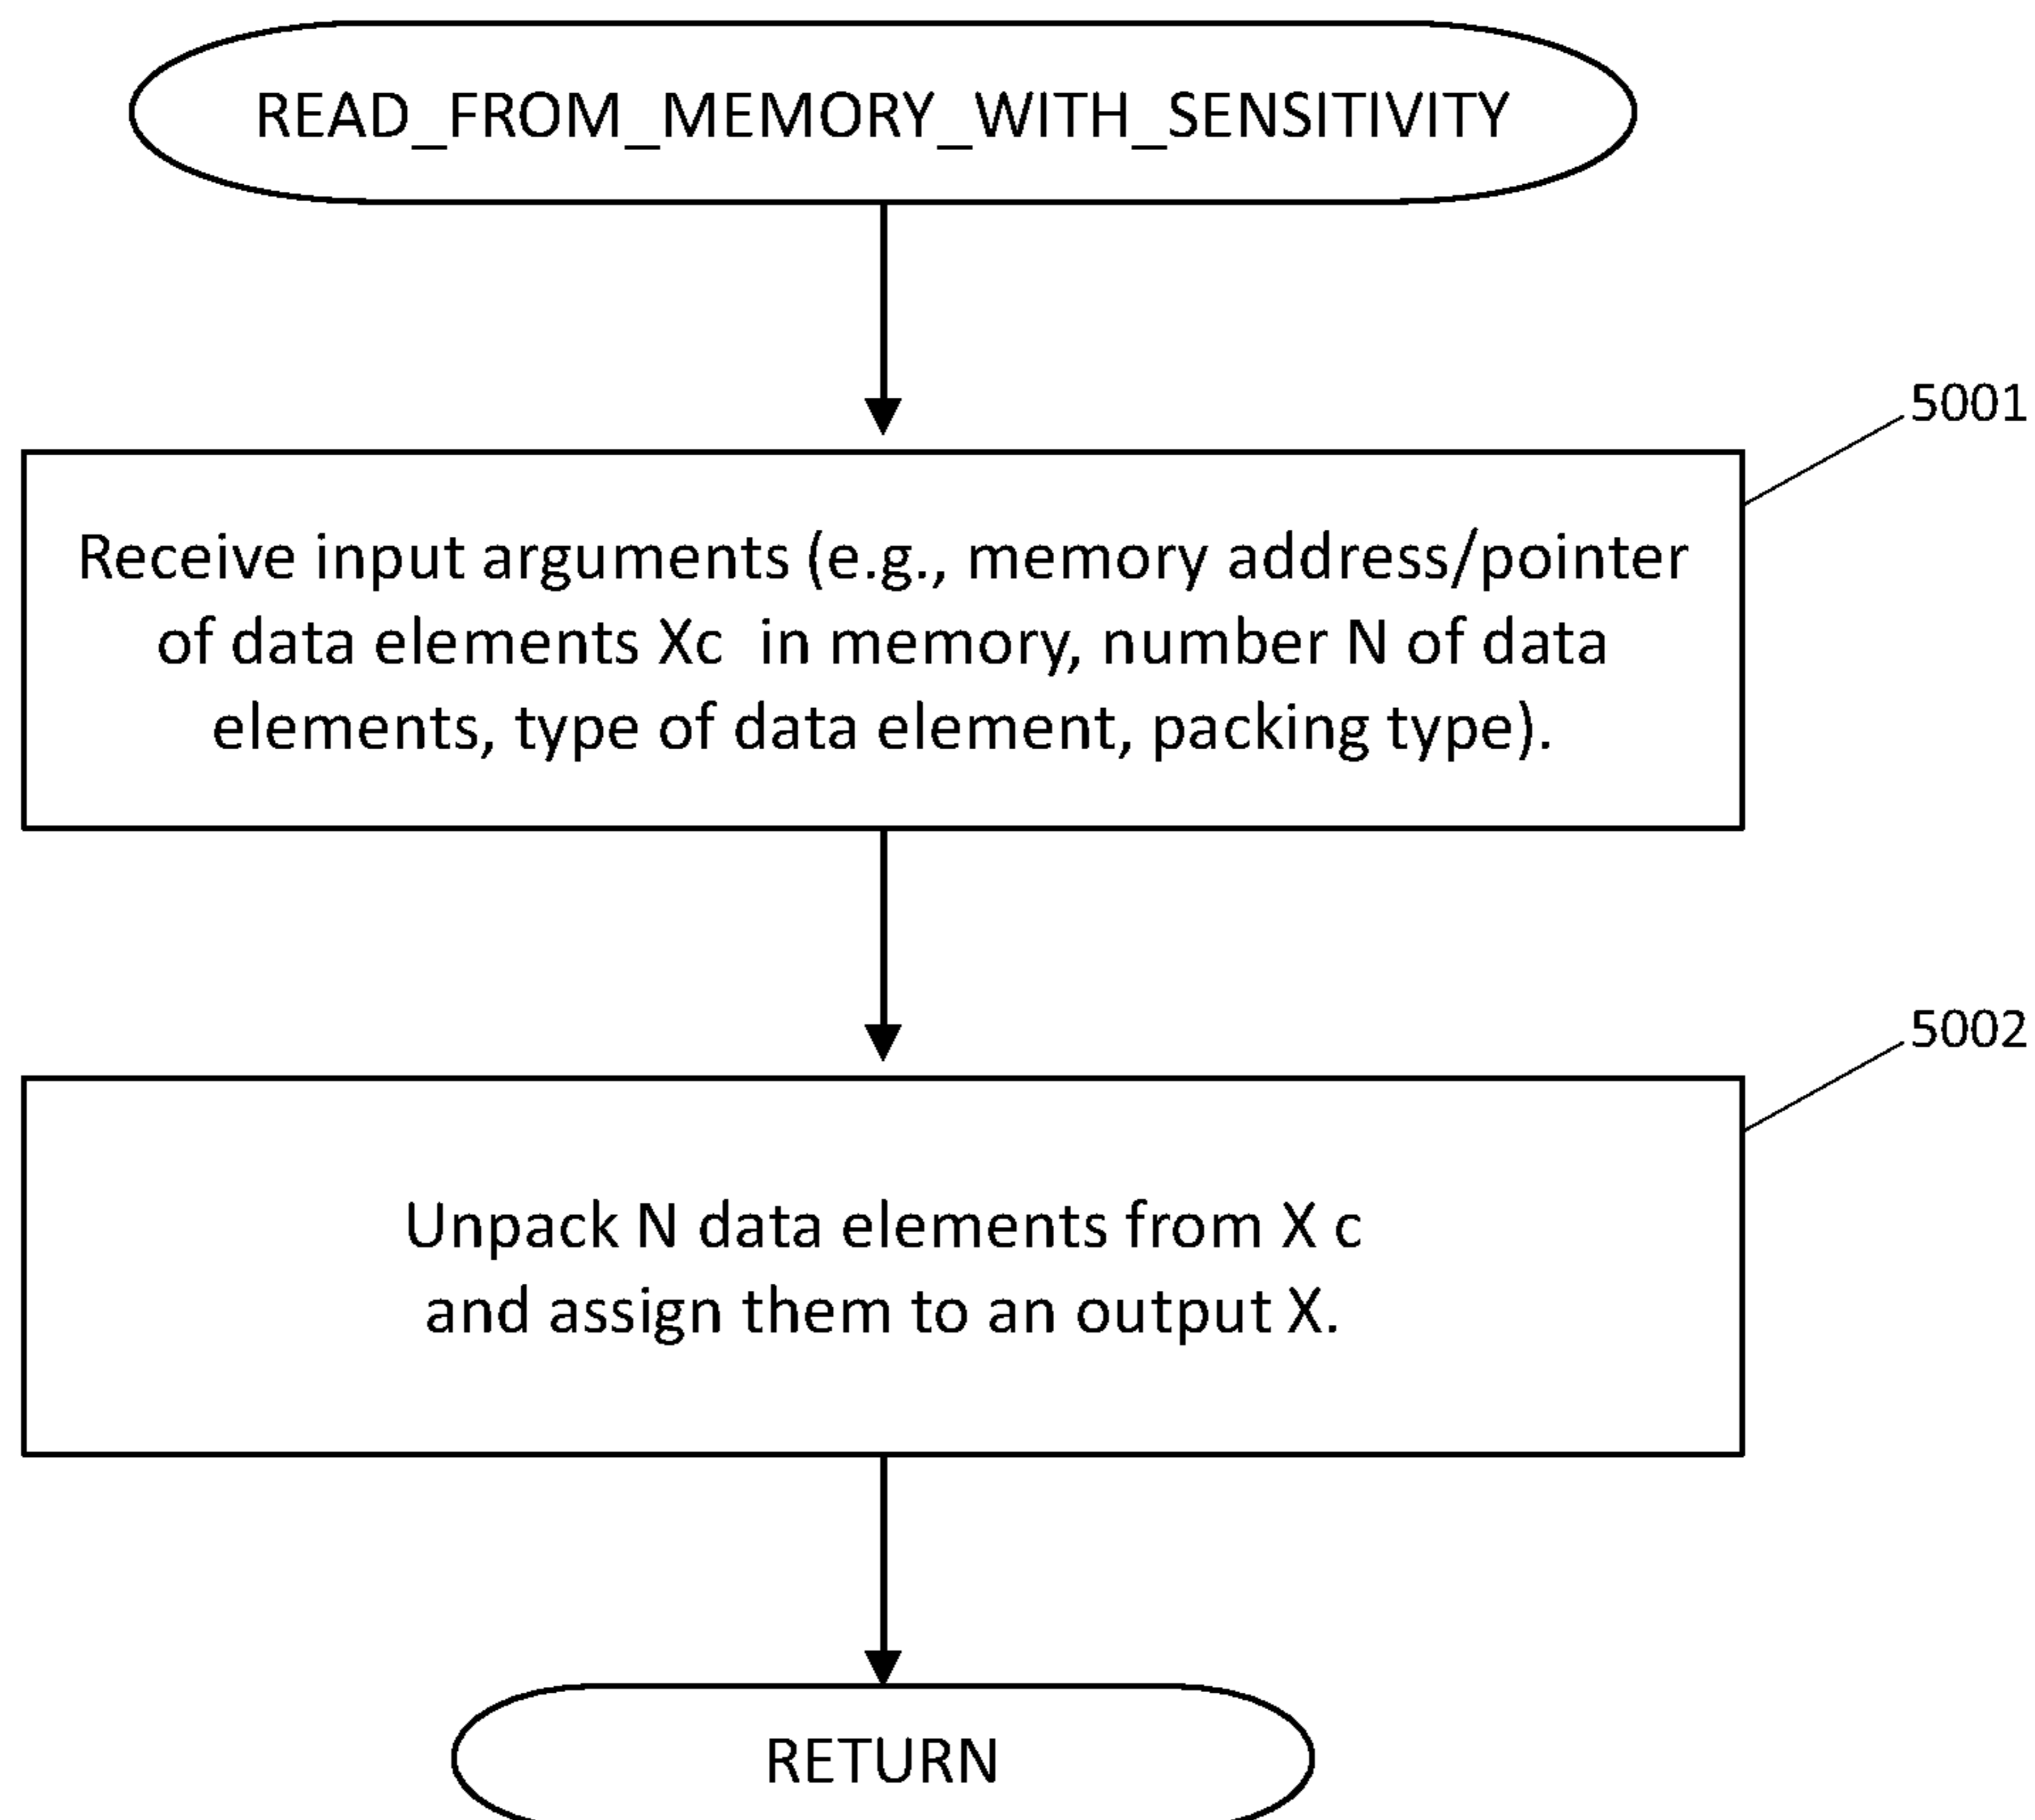 READ_FROM_MEMORY_WITH_SENSITIVITY
5001
Receive input arguments (e.g., memory address/pointer
of data elements Xc in memory, number N of data
elements, type of data element, packing type).
5002
Unpack N data elements from X c
and assign them to an output X.
RETURN